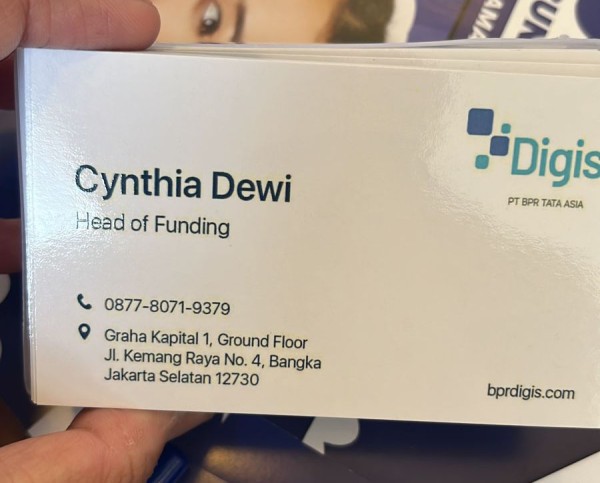 Digis
PT BPR TATA ASIA
Cynthia Dewi
Head of Funding
0877-8071-9379
Graha Kapital 1, Ground Floor
Jl. Kemang Raya No. 4, Bangka
Jakarta Selatan 12730
bprdigis.com